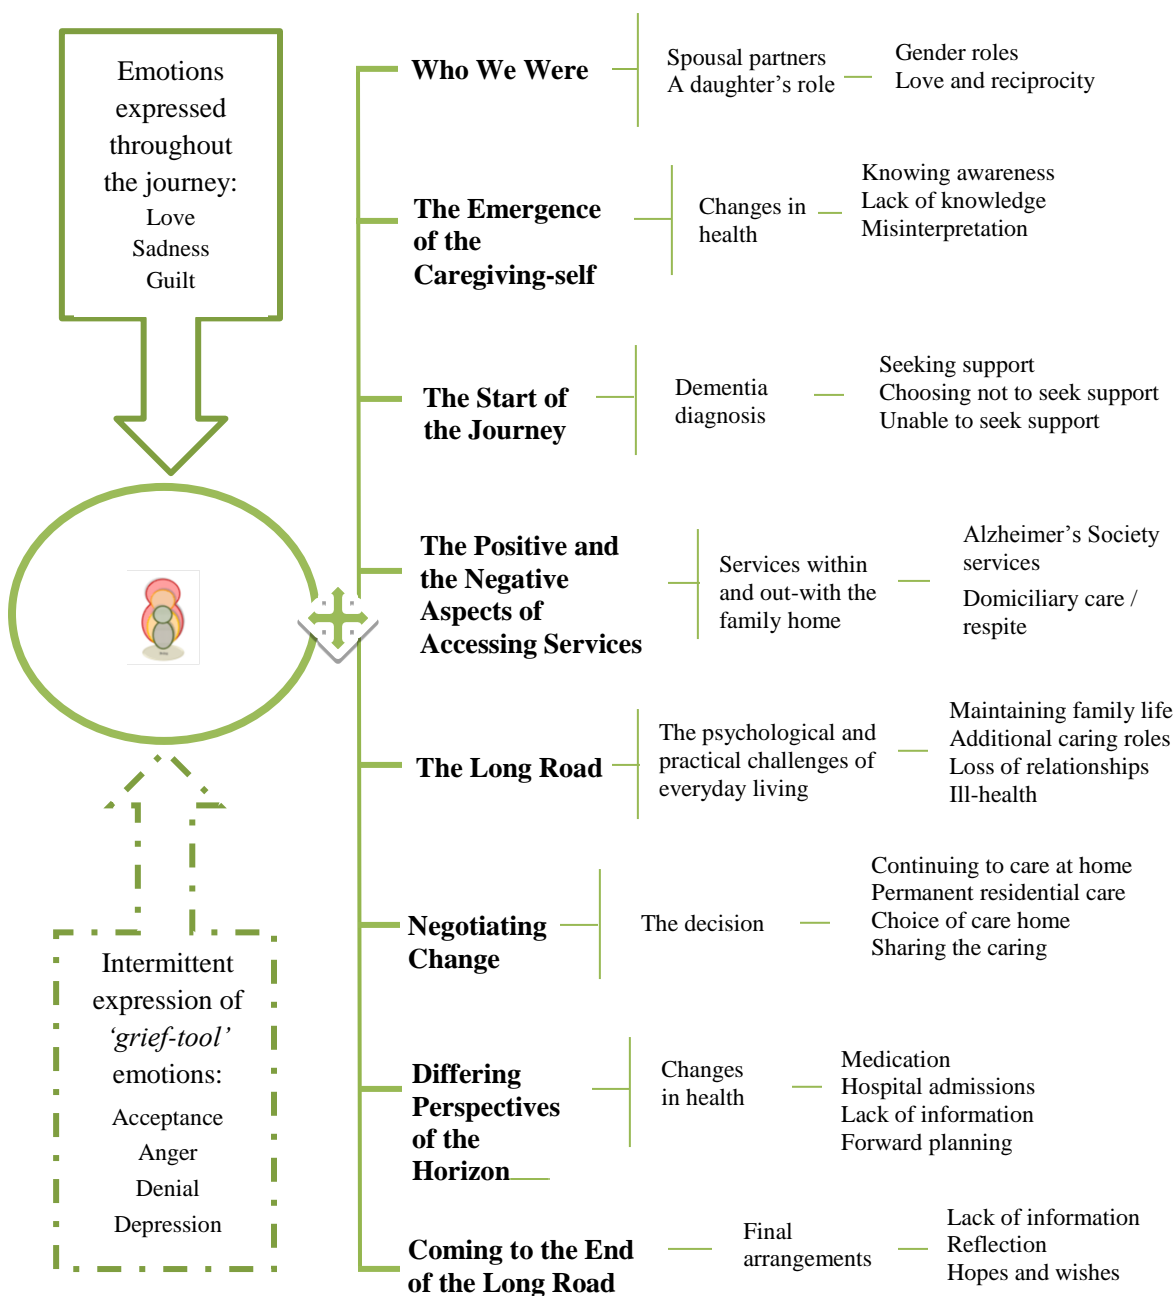 Emotions
expressed
throughout
the journey:
Love
Sadness
Guilt
Intermittent
expression of
‘grief-tool’
emotions:
Acceptance
Anger
Denial
Depression
Who We Were
Spousal partners
A daughter’s role
Gender roles
Love and reciprocity
The Emergence
of the
Caregiving-self
Changes in
health
Knowing awareness
Lack of knowledge
Misinterpretation
The Start of
the Journey
Dementia
diagnosis
Seeking support
Choosing not to seek support
Unable to seek support
The Positive and
the Negative
Aspects of
Accessing Services
Services within
and out-with the
family home
Alzheimer’s Society
services
Domiciliary care /
respite
The Long Road
The psychological and
practical challenges of
everyday living
Maintaining family life
Additional caring roles
Loss of relationships
Ill-health
Negotiating
Change
The decision
Continuing to care at home
Permanent residential care
Choice of care home
Sharing the caring
Differing
Perspectives
of the
Horizon
Changes
in health
Medication
Hospital admissions
Lack of information
Forward planning
Coming to the End
of the Long Road
Final
arrangements
Lack of information
Reflection
Hopes and wishes